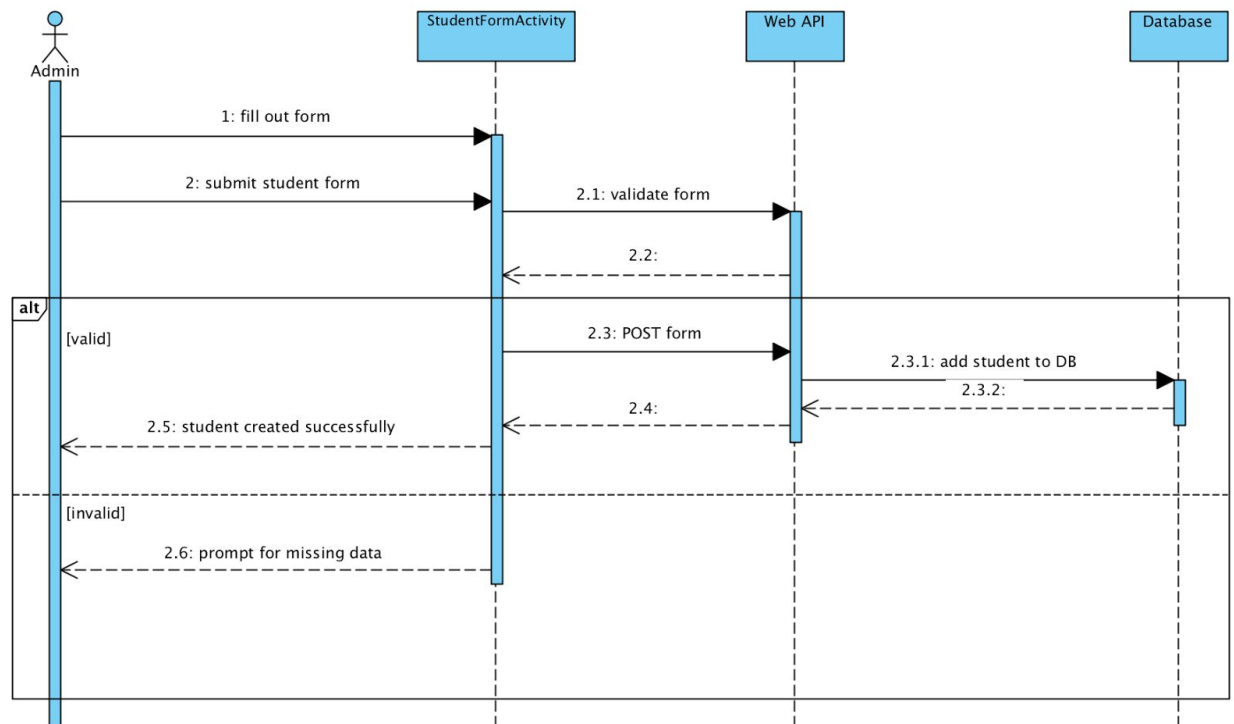 StudentFormActivity
Web API
Database
Admin
1: fill out form
2: submit student form
2.1: validate form
2.2:
alt
[valid]
2.3: POST form
2.3.1: add student to DB
2.3.2:
2.4:
2.5: student created successfully
[invalid]
2.6: prompt for missing data